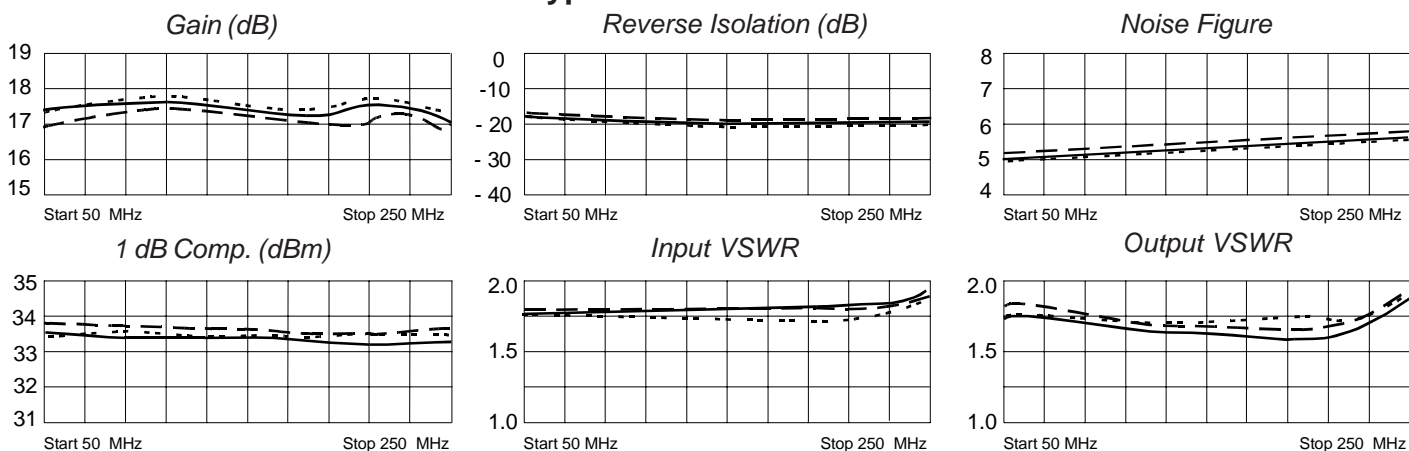 Gain (dB)
19
18
17
16
15
Start 50 MHz
Stop 250 MHz
Reverse Isolation (dB)
0
-10
-20
- 30
- 40
Start 50 MHz
Stop 250 MHz
Noise Figure
8
7
6
5
4
Start 50 MHz
Stop 250 MHz
1 dB Comp. (dBm)
35
34
33
32
31
Start 50 MHz
Stop 250 MHz
Input VSWR
2.0
1.5
1.0
Start 50 MHz
Stop 250 MHz
Output VSWR
2.0
1.5
1.0
Start 50 MHz
Stop 250 MHz